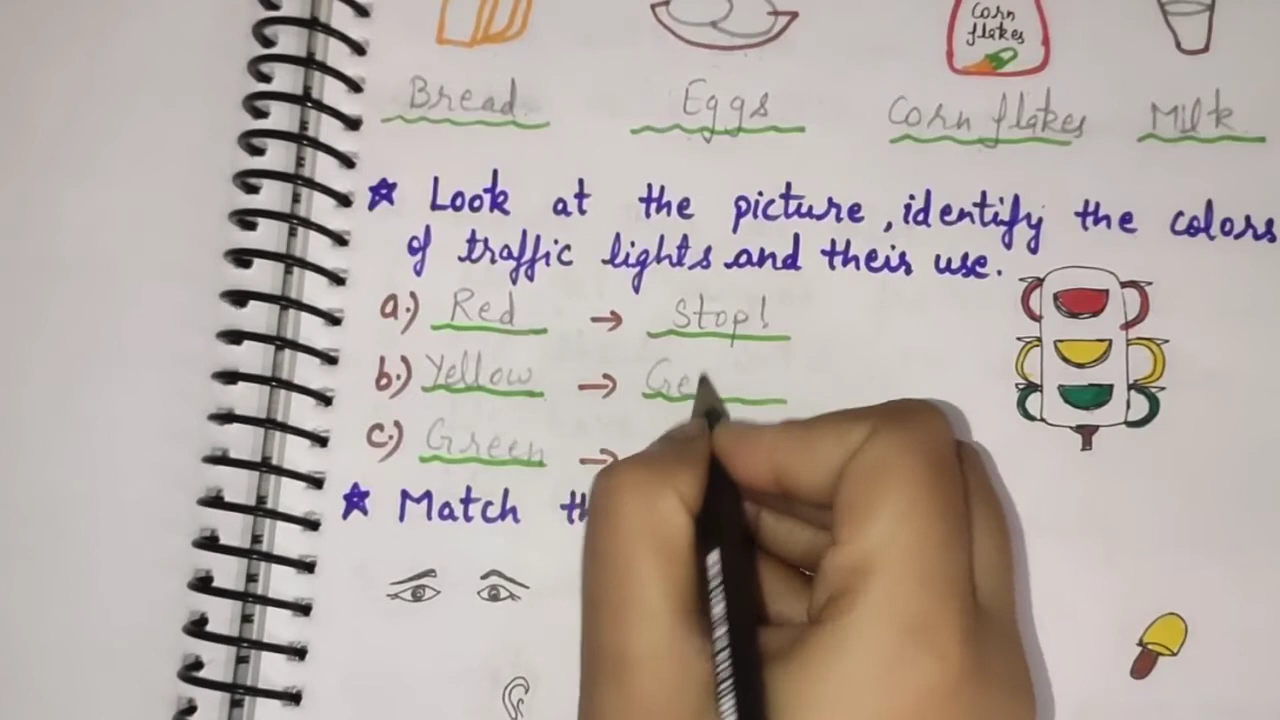 Corn
flakes
Bread Eggs Corn flakes Milk
★ Look at the picture, identify the colors
of traffic lights and their use.
a.) Red → Stop!
b.) Yellow → Ge
c.) Green →
★ Match